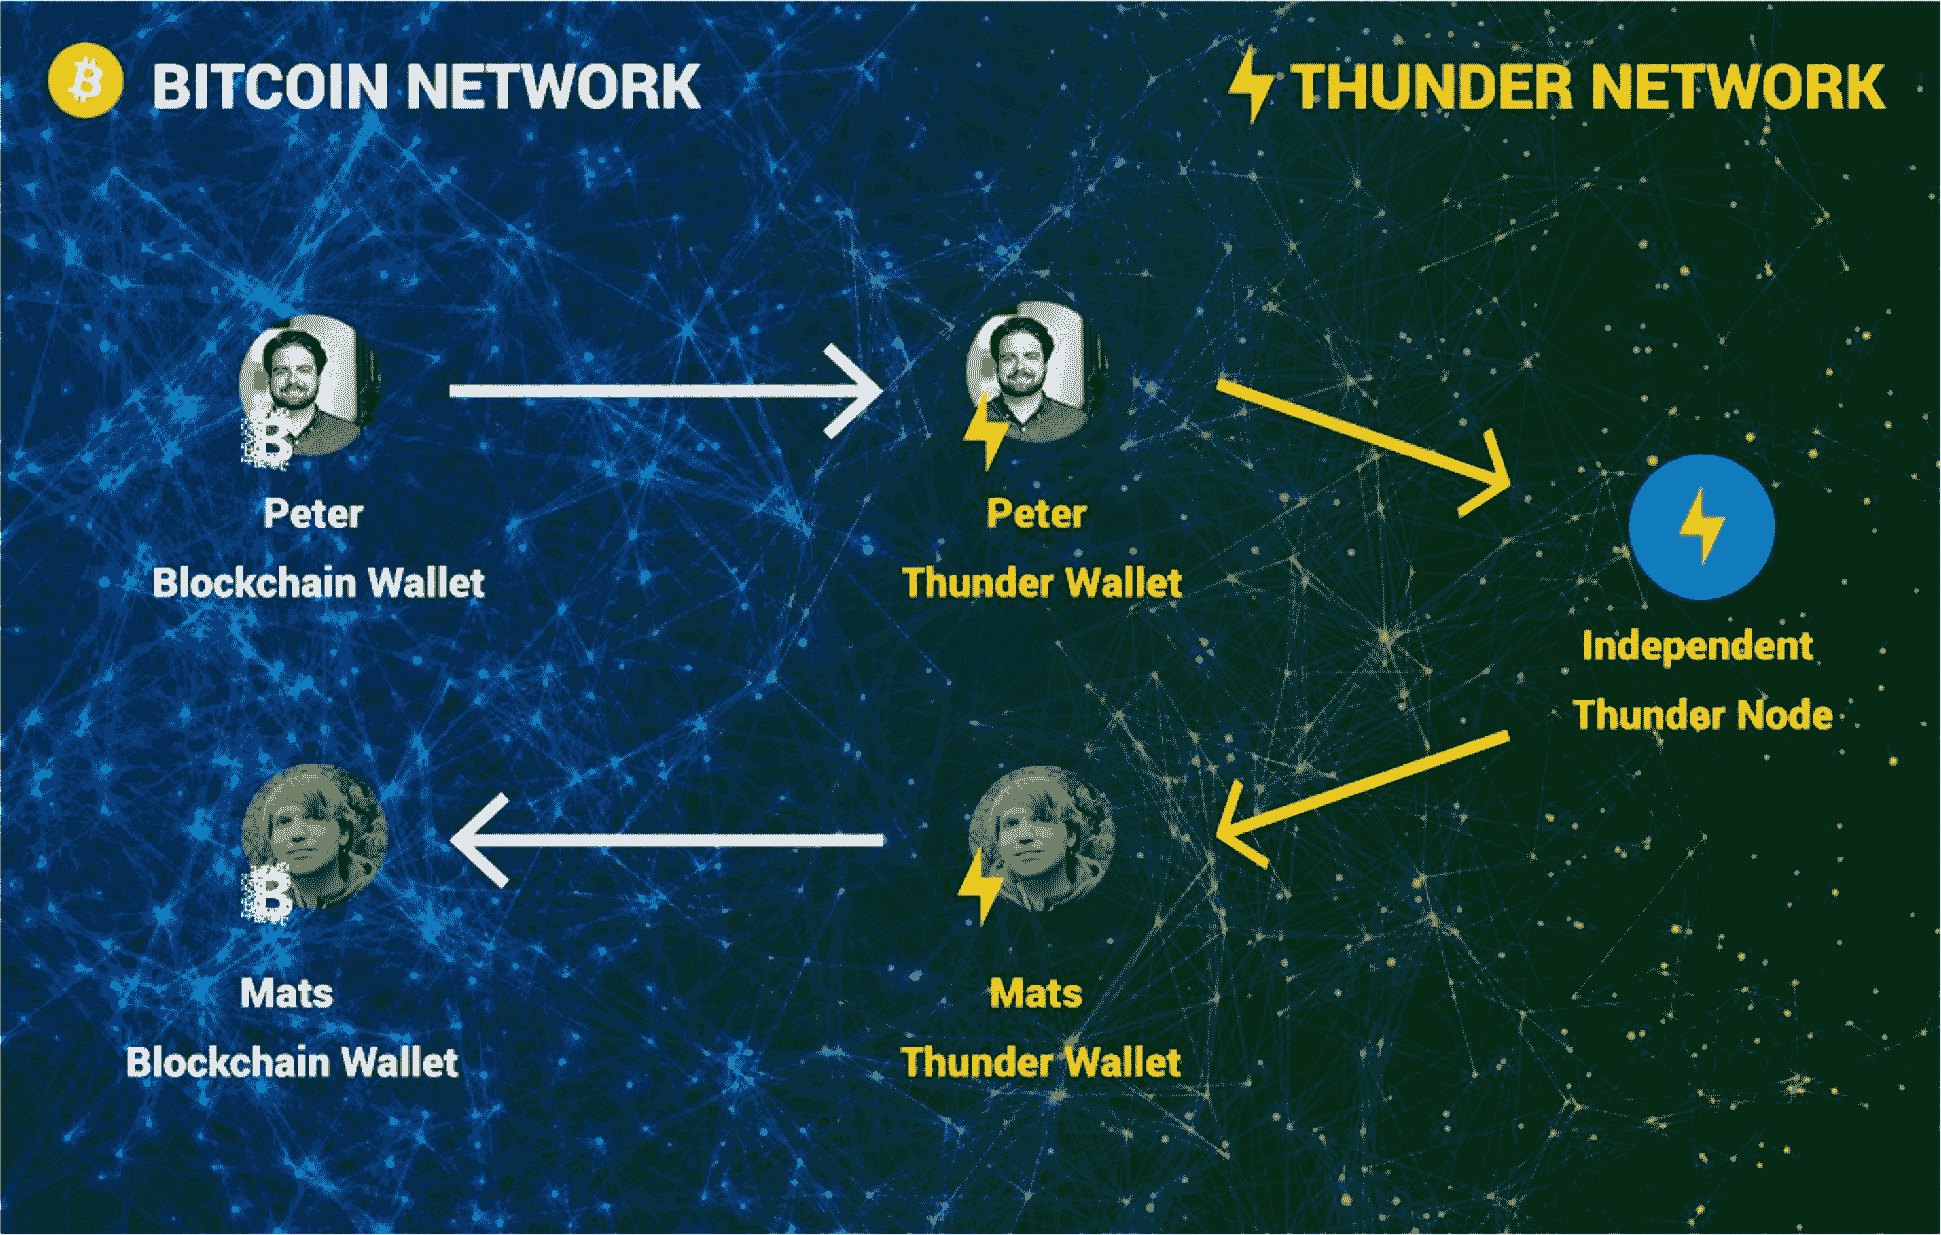 BITCOIN NETWORK
THUNDER NETWORK
Peter
Blockchain Wallet
Peter
Thunder Wallet
Independent
Thunder Node
Mats
Blockchain Wallet
Mats
Thunder Wallet